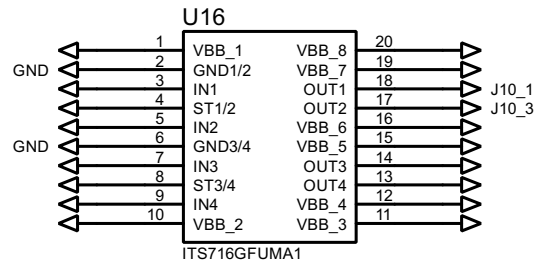 U16
1 VBB_1 VBB_8 20
GND 2 GND1/2 VBB_7 19
3 IN1 OUT1 18 J10_1
4 ST1/2 OUT2 17 J10_3
5 IN2 VBB_6 16
GND 6 GND3/4 VBB_5 15
7 IN3 OUT3 14
8 ST3/4 OUT4 13
9 IN4 VBB_4 12
10 VBB_2 VBB_3 11
ITS716GFUMA1